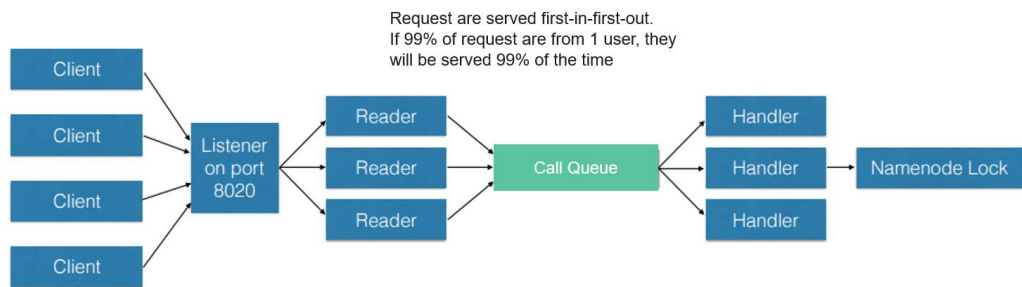 Request are served first-in-first-out.
If 99% of request are from 1 user, they
will be served 99% of the time
Client
Client
Client
Client
Listener
on port
8020
Reader
Reader
Reader
Call Queue
Handler
Handler
Handler
Namenode Lock